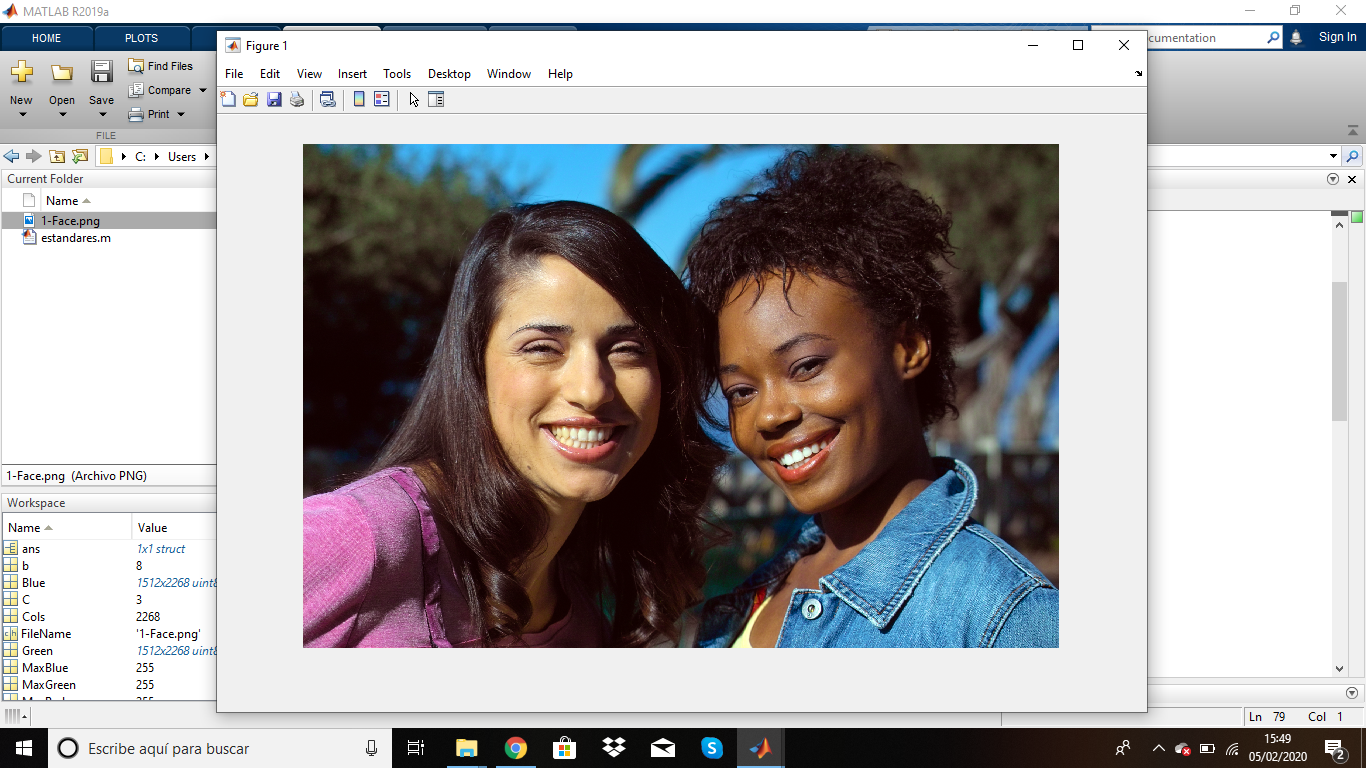 MATLAB R2019a
HOME
PLOTS
cumentation
Sign In
New
Open
Save
Find Files
Compare
Print
FILE
C:
Users
Current Folder
Name
1-Face.png
estandares.m
1-Face.png (Archivo PNG)
Workspace
Name
Value
ans
1x1 struct
b
8
Blue
1512x2268 uint8
C
3
Cols
2268
FileName
'1-Face.png'
Green
1512x2268 uint8
MaxBlue
255
MaxGreen
255
Figure 1
File
Edit
View
Insert
Tools
Desktop
Window
Help
Ln 79
Col 1
Escribe aquí para buscar
15:49
05/02/2020
2